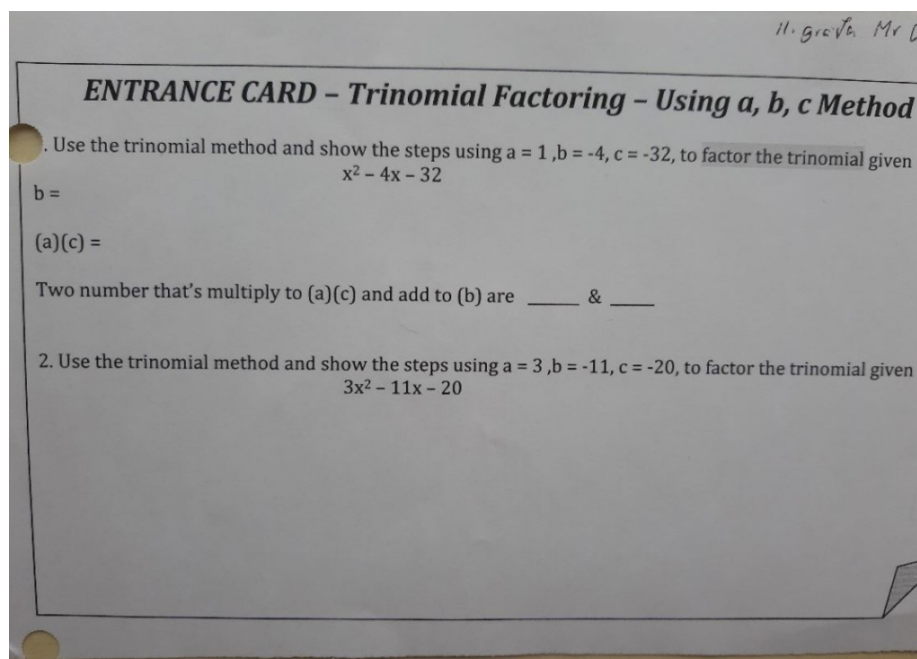 11. Mr
ENTRANCE CARD – Trinomial Factoring – Using a, b, c Method
. Use the trinomial method and show the steps using a = 1 ,b = -4, c = -32, to factor the trinomial given
x² – 4x – 32
b =
(a)(c) =
Two number that's multiply to (a)(c) and add to (b) are _____ & _____
2. Use the trinomial method and show the steps using a = 3 ,b = -11, c = -20, to factor the trinomial given
3x² – 11x – 20